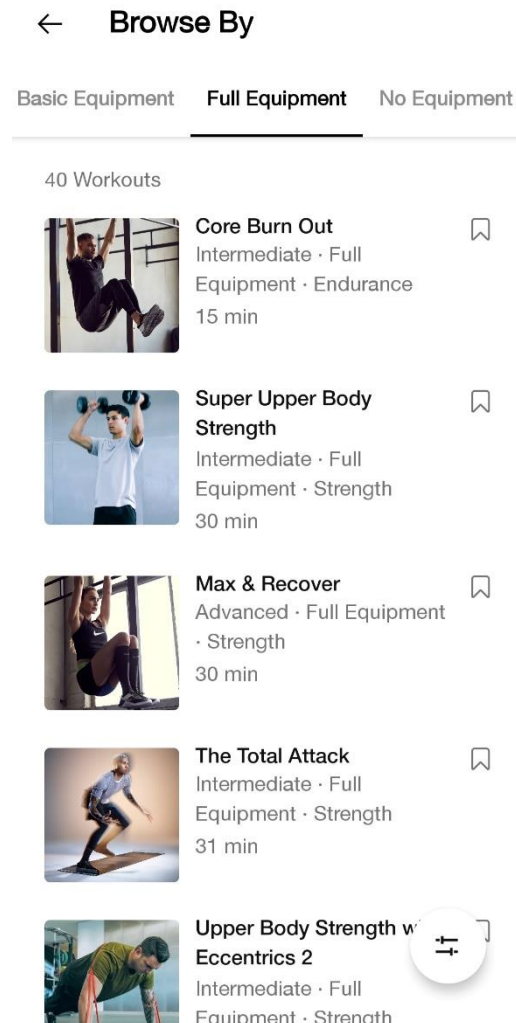 Browse By
Basic Equipment Full Equipment No Equipment
40 Workouts
Core Burn Out
Intermediate · Full
Equipment · Endurance
15 min
Super Upper Body
Strength
Intermediate · Full
Equipment · Strength
30 min
Max & Recover
Advanced · Full Equipment
· Strength
30 min
The Total Attack
Intermediate · Full
Equipment · Strength
31 min
Upper Body Strength
Eccentrics 2
Intermediate · Full
Equipment · Strength